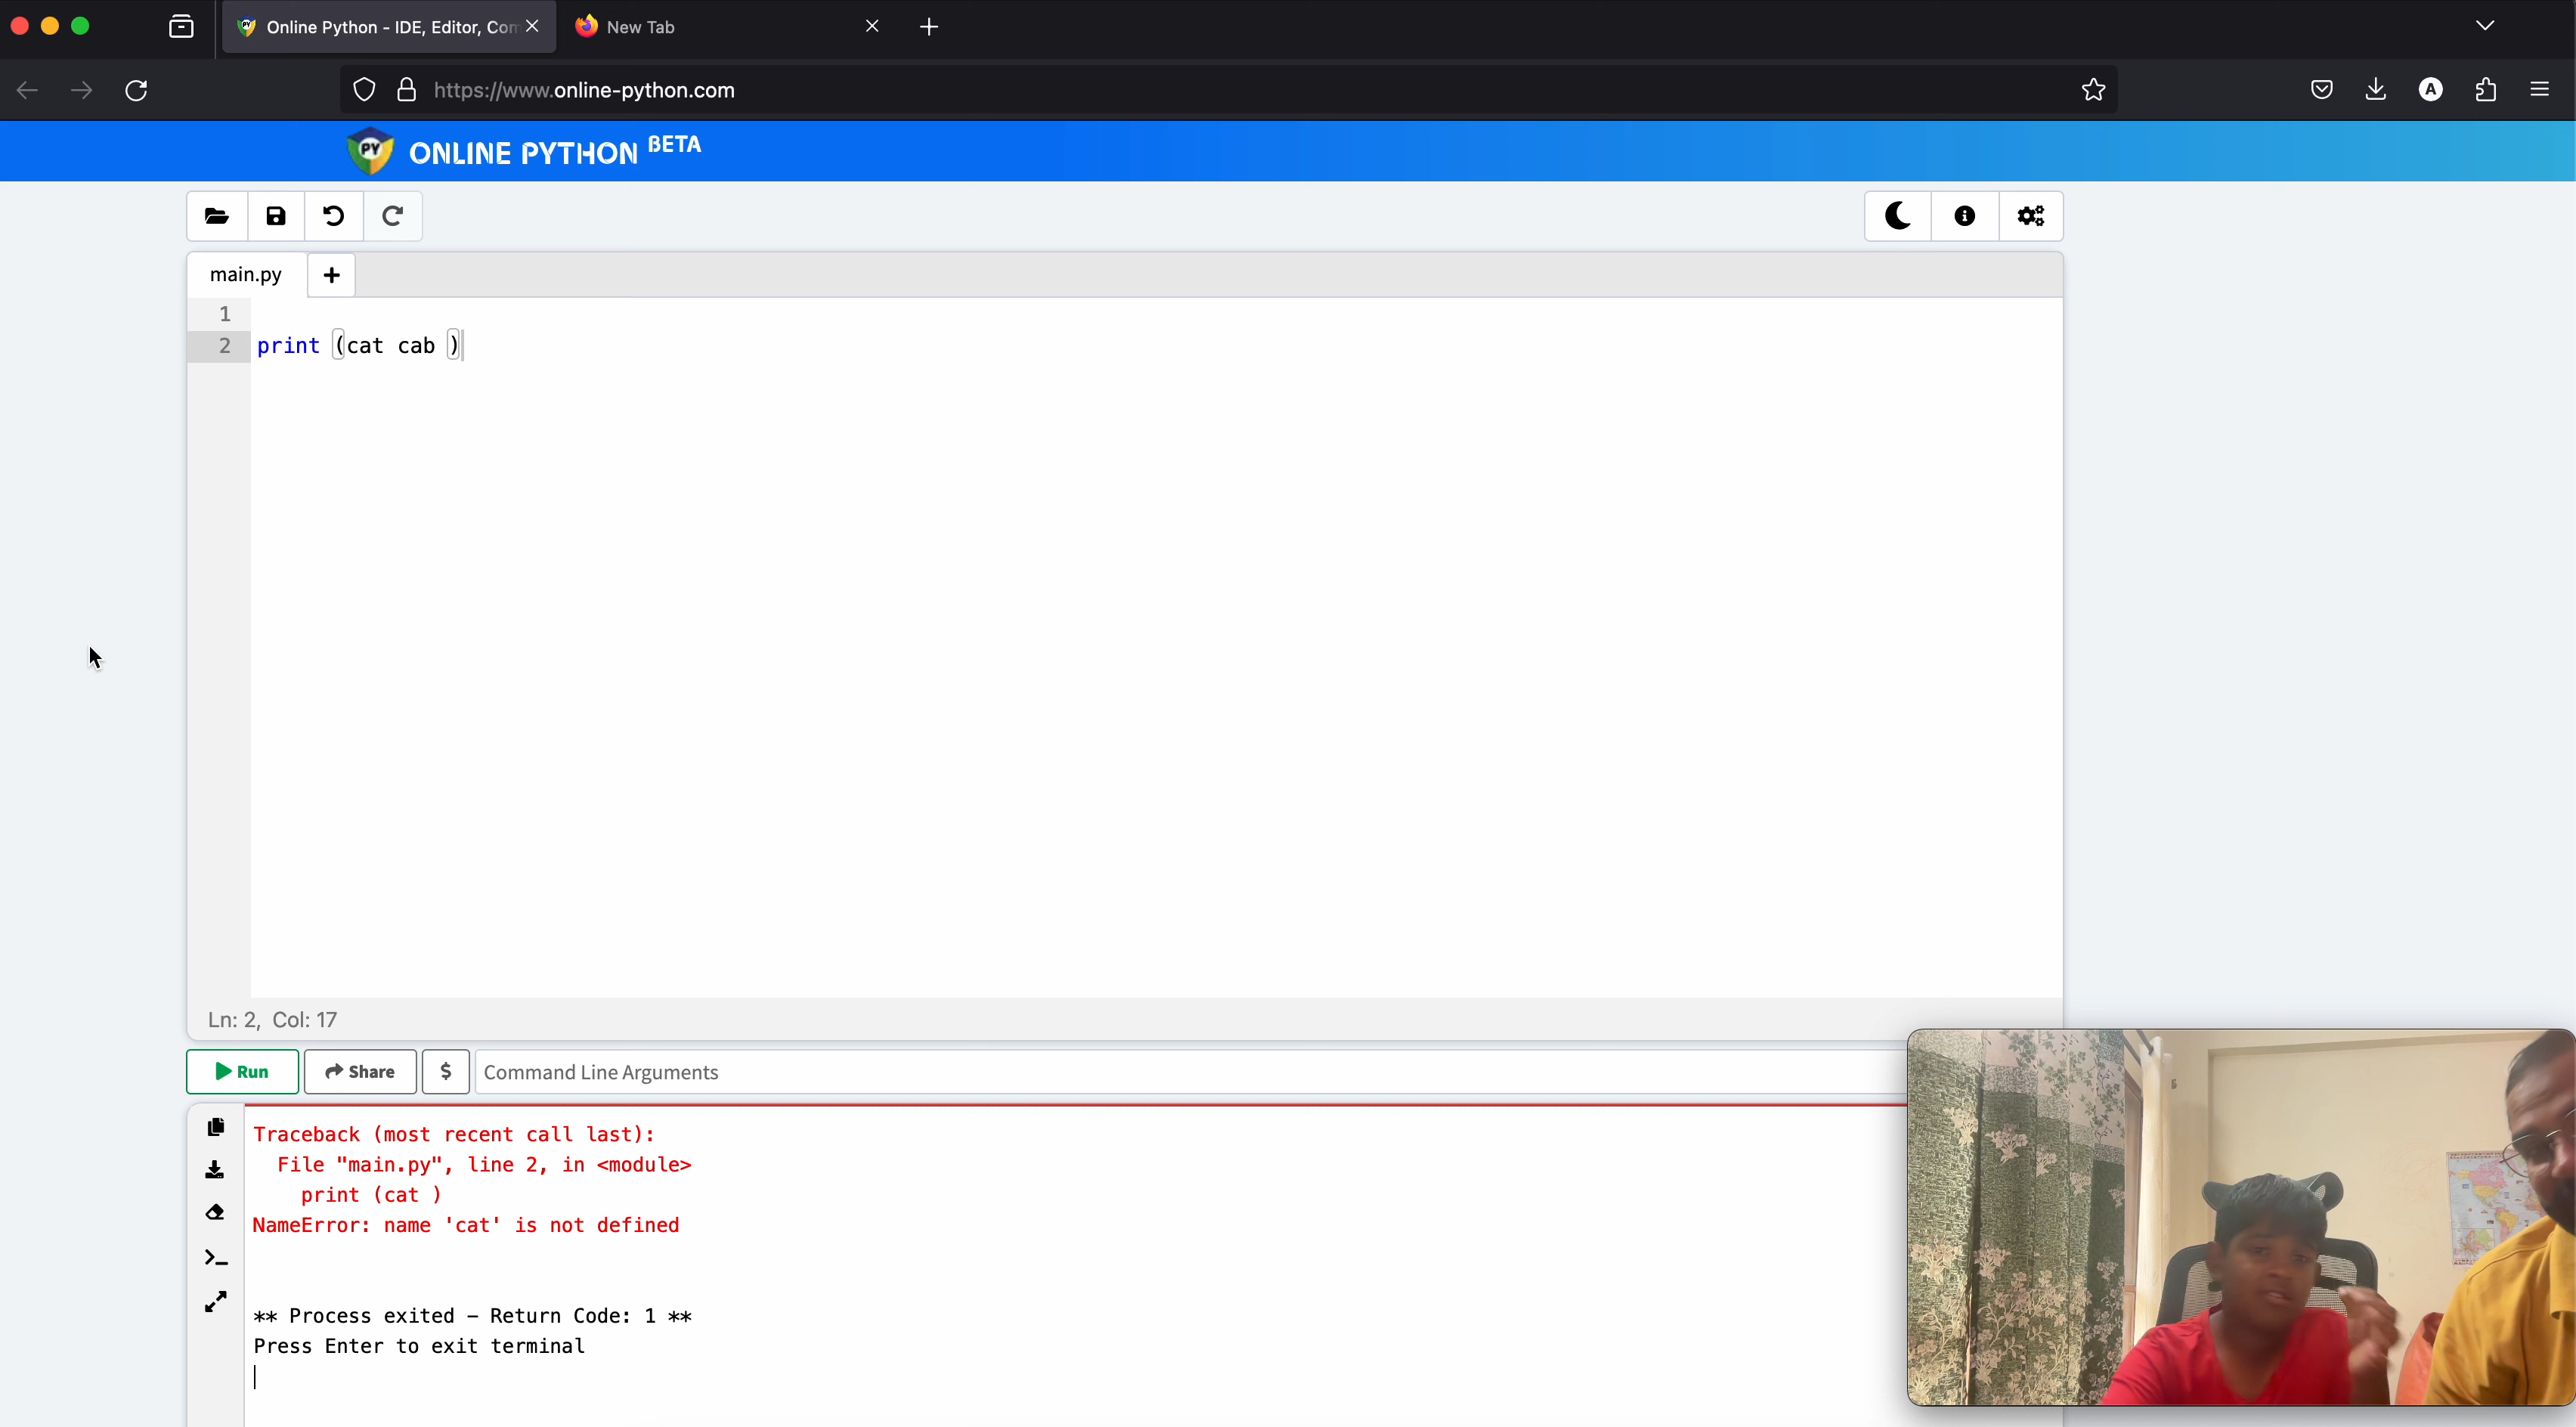 Online Python - IDE, Editor, Com
New Tab
https://www.online-python.com
PY
ONLINE PYTHON BETA
main.py
1
2 print (cat cab )
Ln: 2, Col: 17
Run
Share
$
Command Line Arguments
Traceback (most recent call last):
File "main.py", line 2, in <module>
print (cat )
NameError: name 'cat' is not defined
** Process exited - Return Code: 1 **
Press Enter to exit terminal